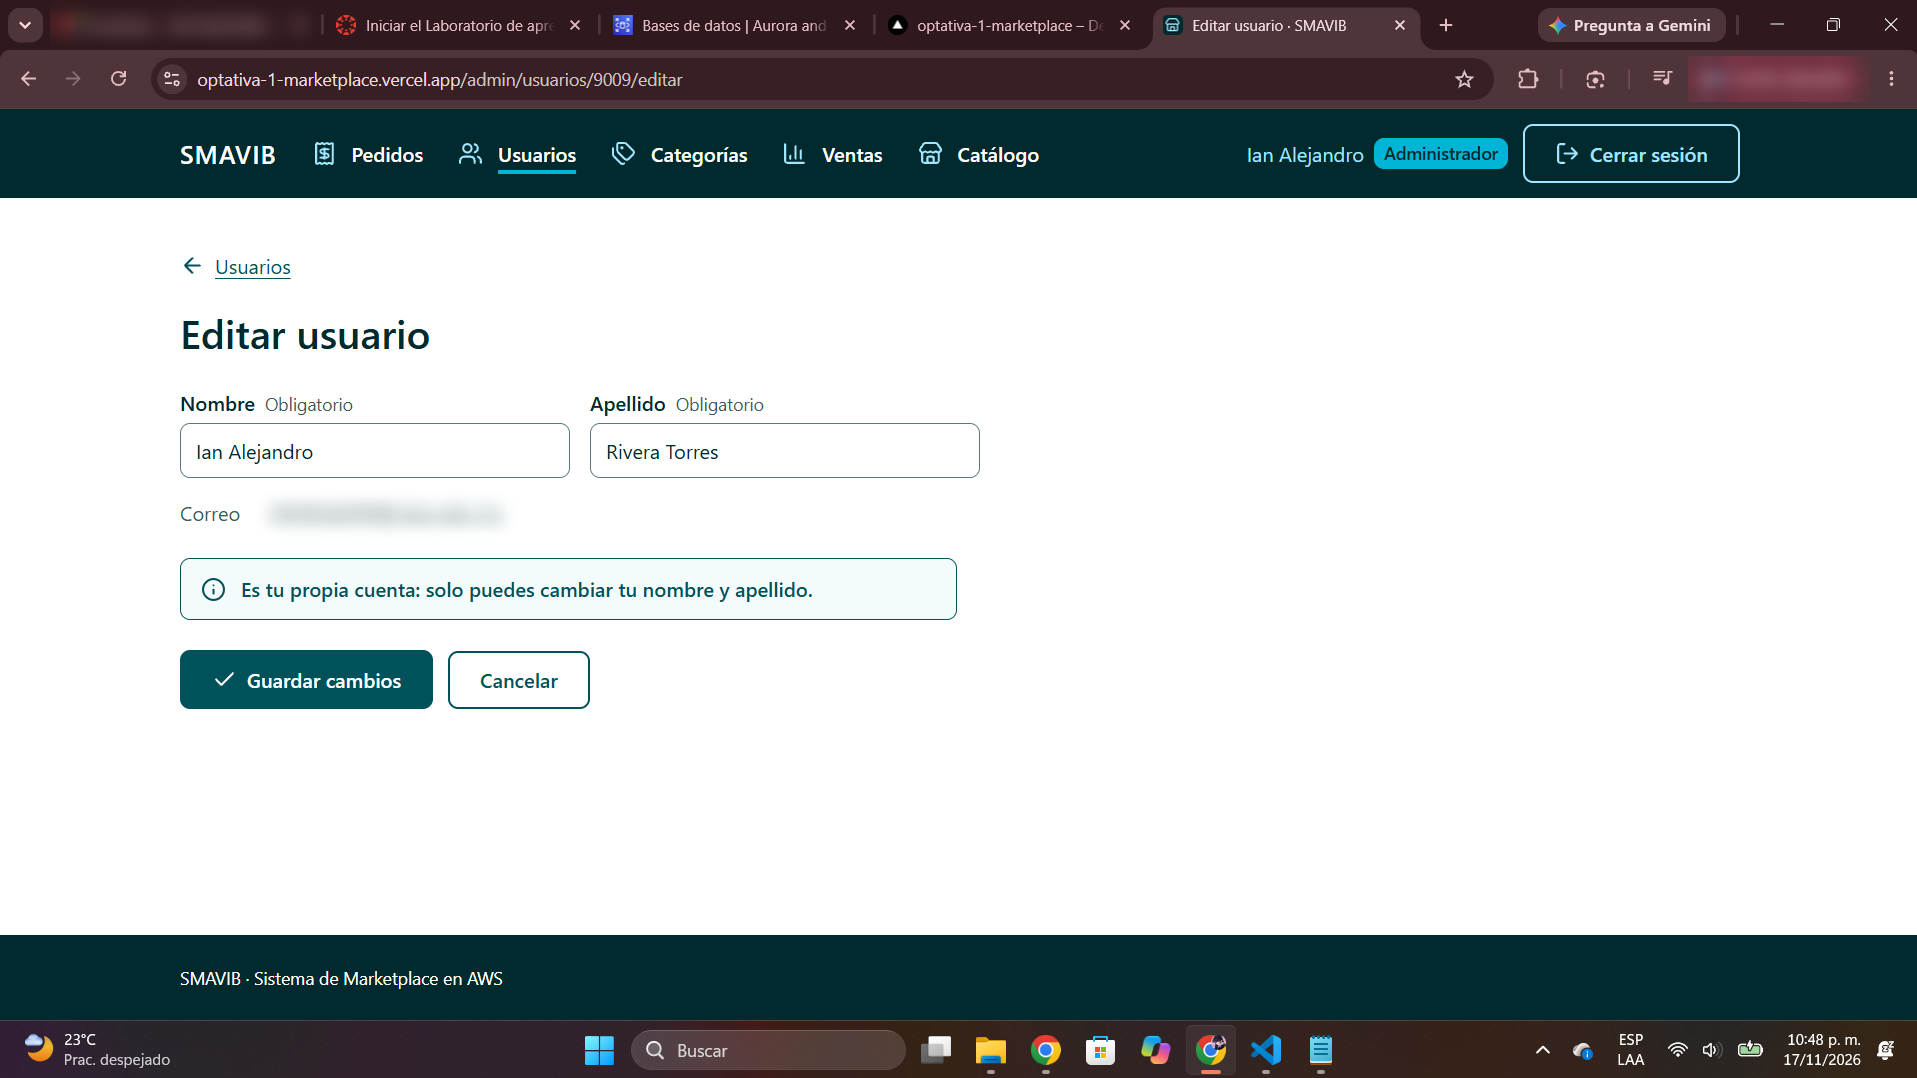 Iniciar el Laboratorio de apre
Bases de datos | Aurora and
optativa-1-marketplace – De
Editar usuario · SMAVIB
Pregunta a Gemini
optativa-1-marketplace.vercel.app/admin/usuarios/9009/editar
SMAVIB
Pedidos
Usuarios
Categorías
Ventas
Catálogo
Ian Alejandro
Administrador
Cerrar sesión
Usuarios
Editar usuario
Nombre Obligatorio
Apellido Obligatorio
Ian Alejandro
Rivera Torres
Correo
Es tu propia cuenta: solo puedes cambiar tu nombre y apellido.
Guardar cambios
Cancelar
SMAVIB · Sistema de Marketplace en AWS
23°C
Prac. despejado
Buscar
ESP
LAA
10:48 p. m.
17/11/2026